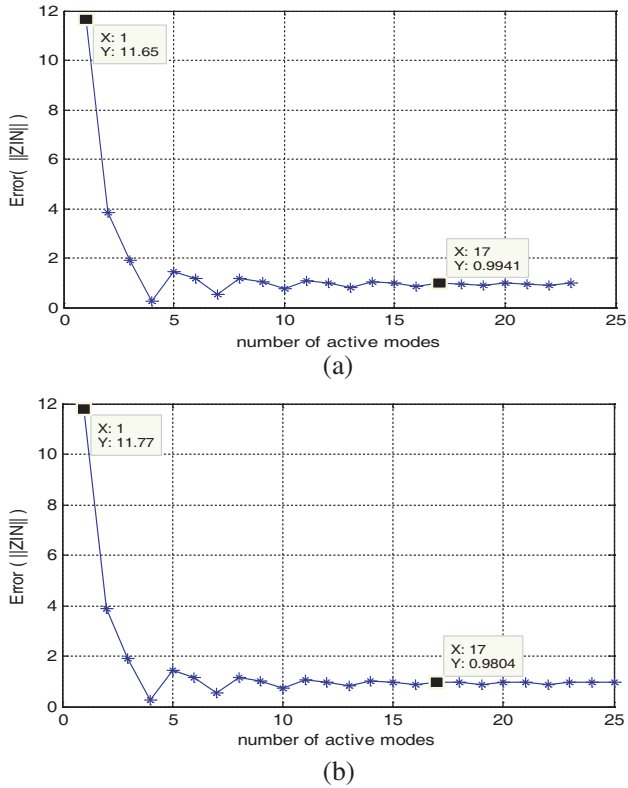 12
10
8
6
4
2
0
Error( ||ZIN|| )
X: 1
Y: 11.65
X: 17
Y: 0.9941
0 5 10 15 20 25
number of active modes
(a)
12
10
8
6
4
2
0
Error ( ||ZIN|| )
X: 1
Y: 11.77
X: 17
Y: 0.9804
0 5 10 15 20 25
number of active modes
(b)